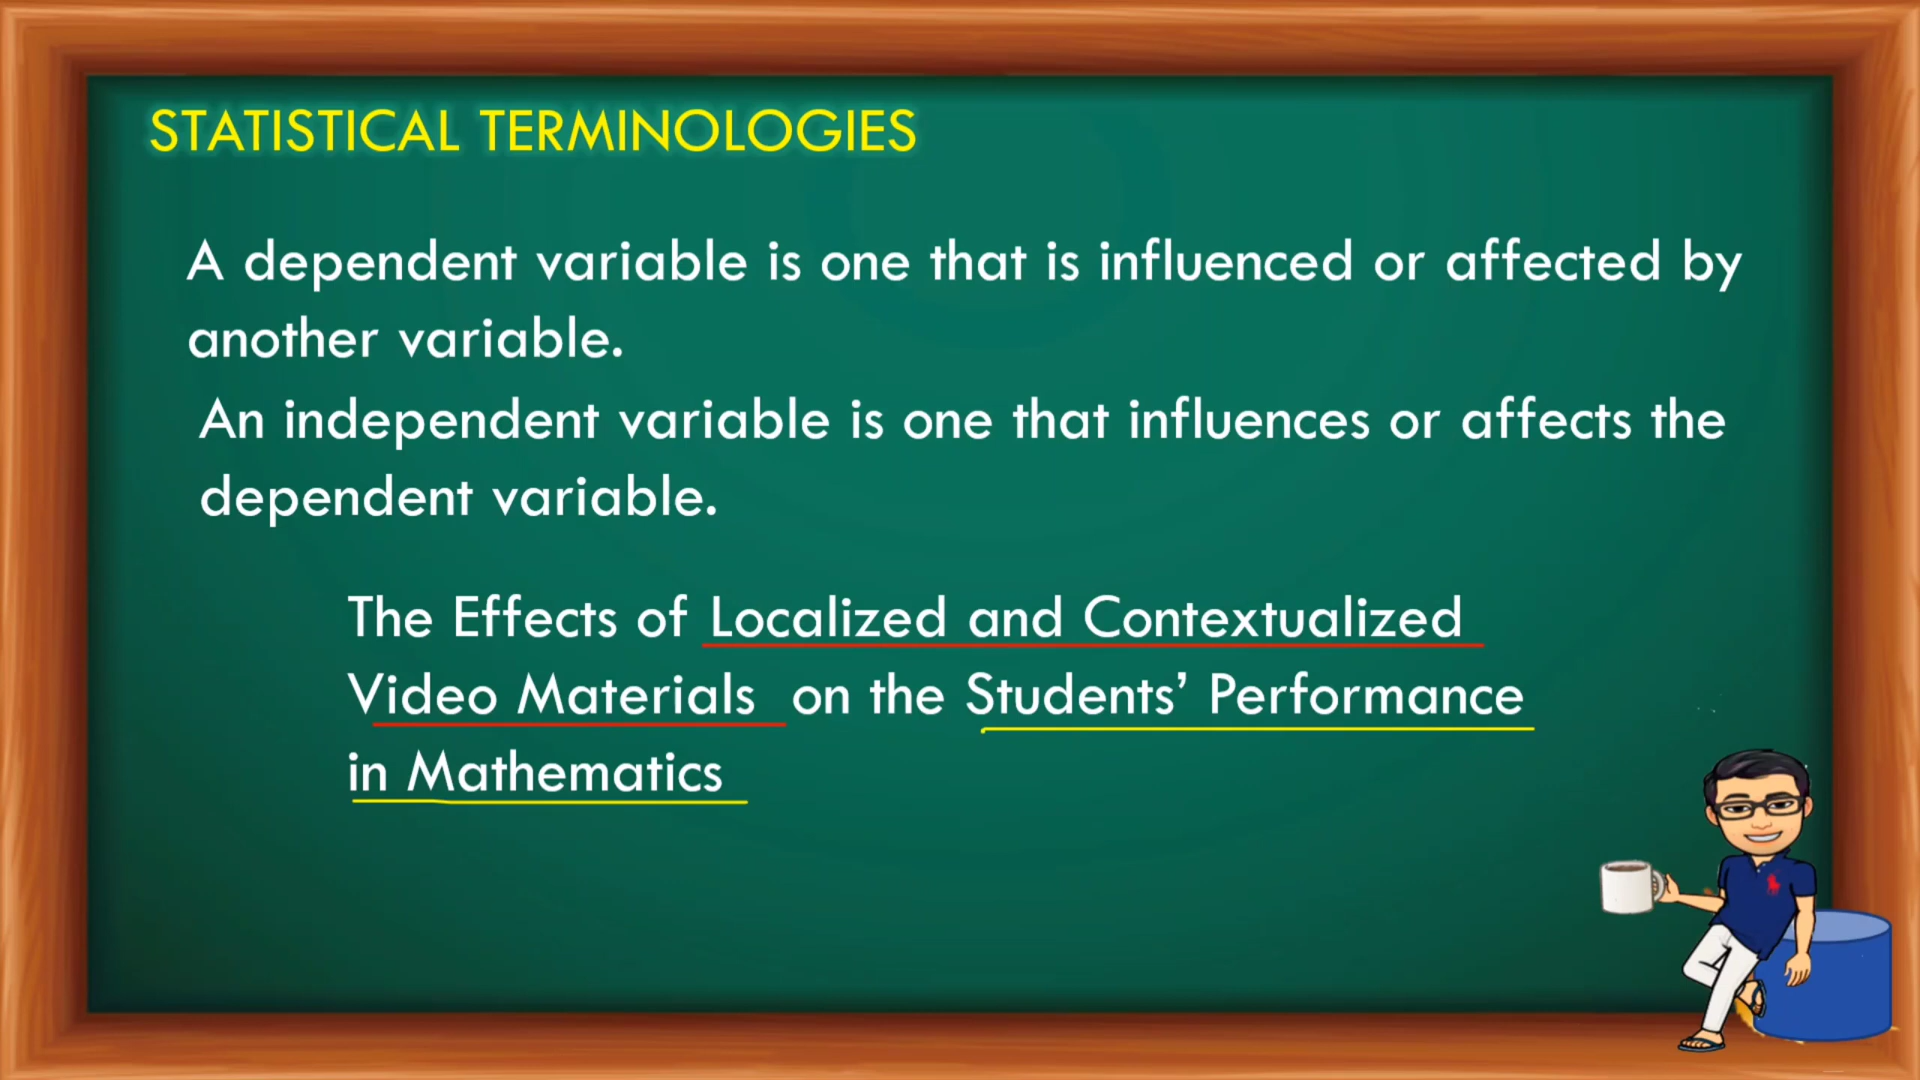 STATISTICAL TERMINOLOGIES
A dependent variable is one that is influenced or affected by
another variable.
An independent variable is one that influences or affects the
dependent variable.
The Effects of Localized and Contextualized
Video Materials on the Students’ Performance
in Mathematics